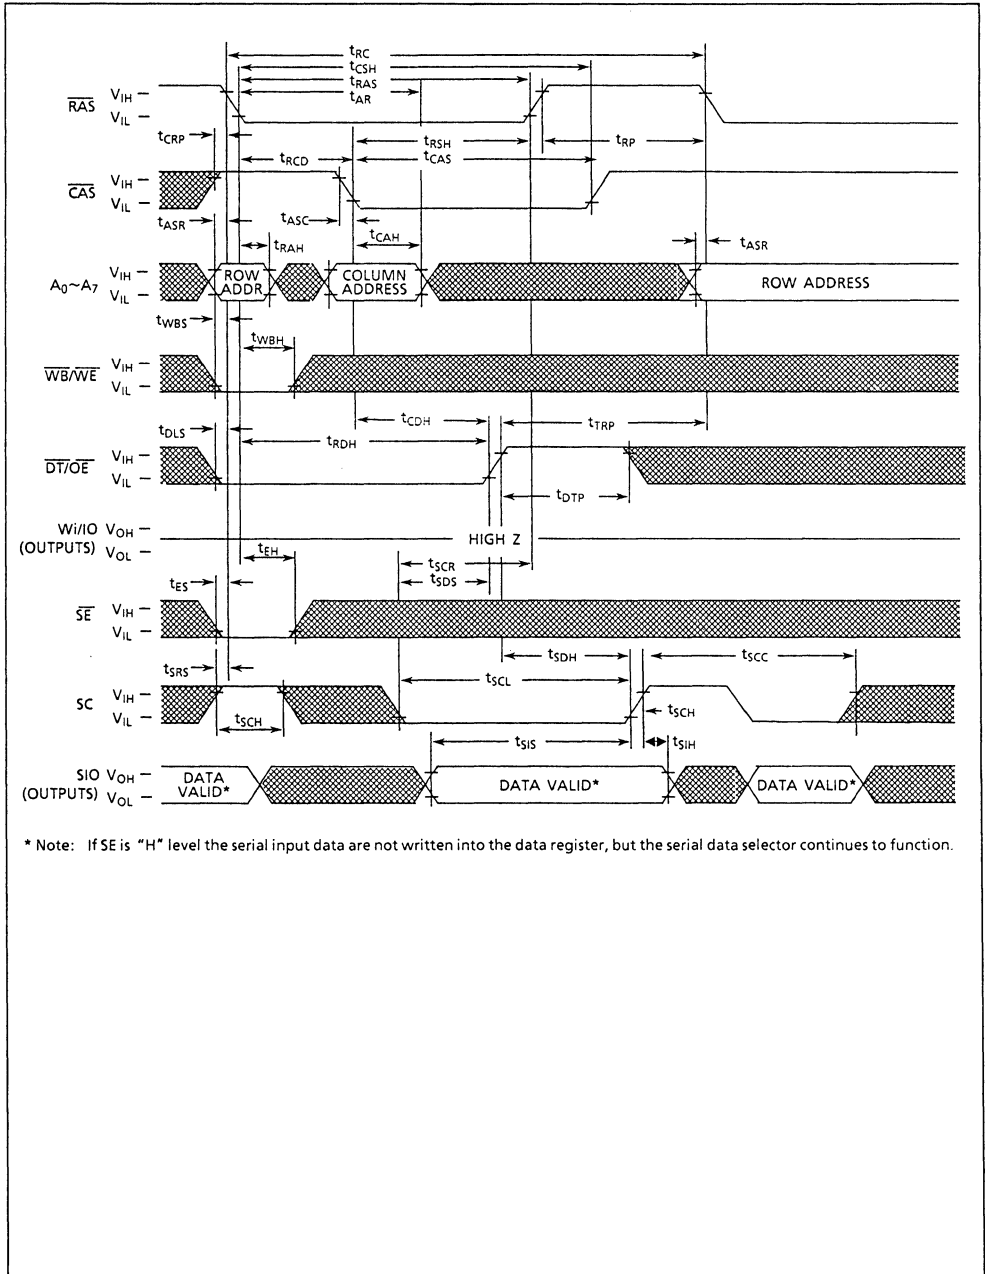 tRC
tCSH
tRAS
tAR
RAS VIH
VIL
tCRP
tRSH
tRP
tRCD
tCAS
CAS VIH
VIL
tASR
tASC
tRAH
tCAH
tASR
A0~A7 VIH
VIL
ROW
ADDR
COLUMN
ADDRESS
ROW ADDRESS
tWBS
tWBH
WB/WE VIH
VIL
tCDH
tTRP
tDLS
tRDH
DT/OE VIH
VIL
tDTP
Wi/IO VOH
(OUTPUTS) VOL
HIGH Z
tEH
tSCR
tSDS
tES
SE VIH
VIL
tSDH
tSCC
tSRS
tSCL
SC VIH
VIL
tSCH
tSCH
tSIS
tSIH
SIO VOH
(OUTPUTS) VOL
DATA
VALID*
DATA VALID*
DATA VALID*
* Note: If SE is "H" level the serial input data are not written into the data register, but the serial data selector continues to function.